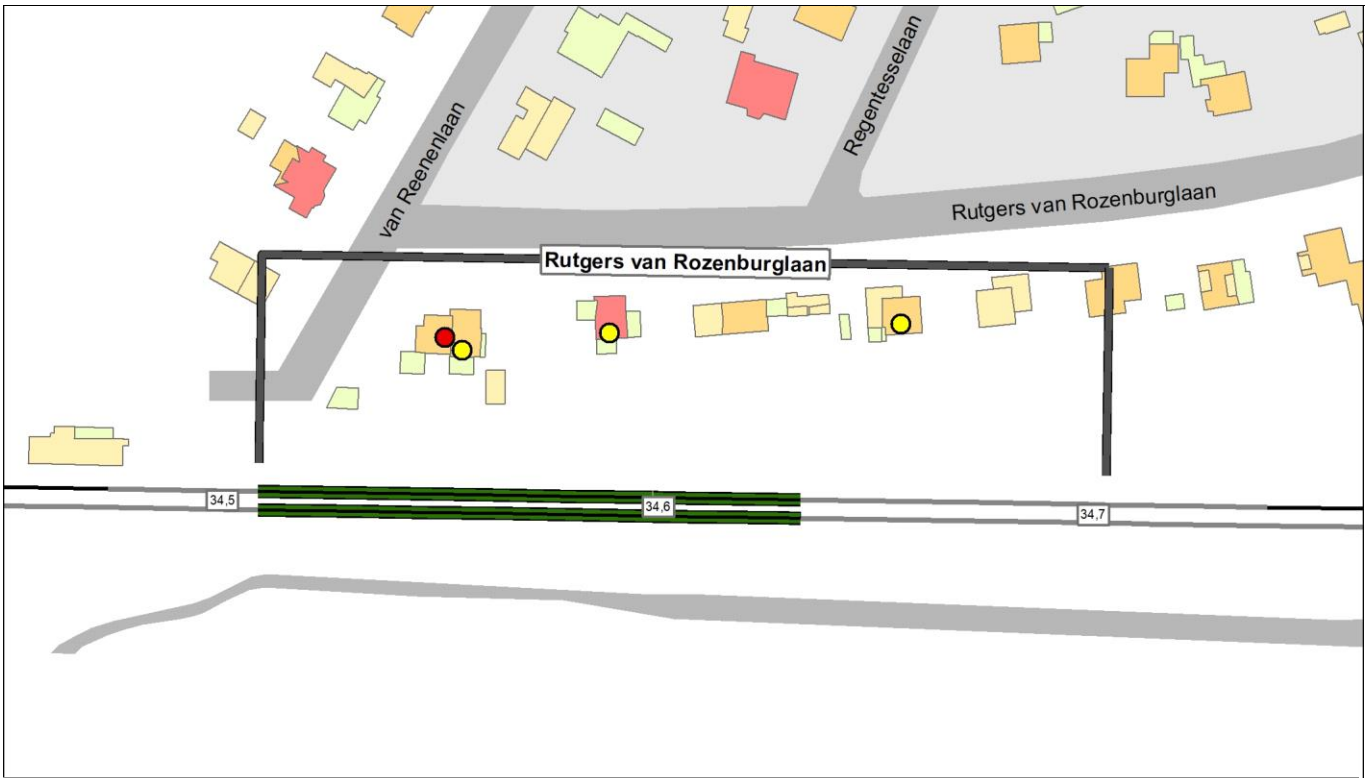 van Reenenlaan
Regentesselaan
Rutgers van Rozenburglaan
Rutgers van Rozenburglaan
34,5
34,6
34,7